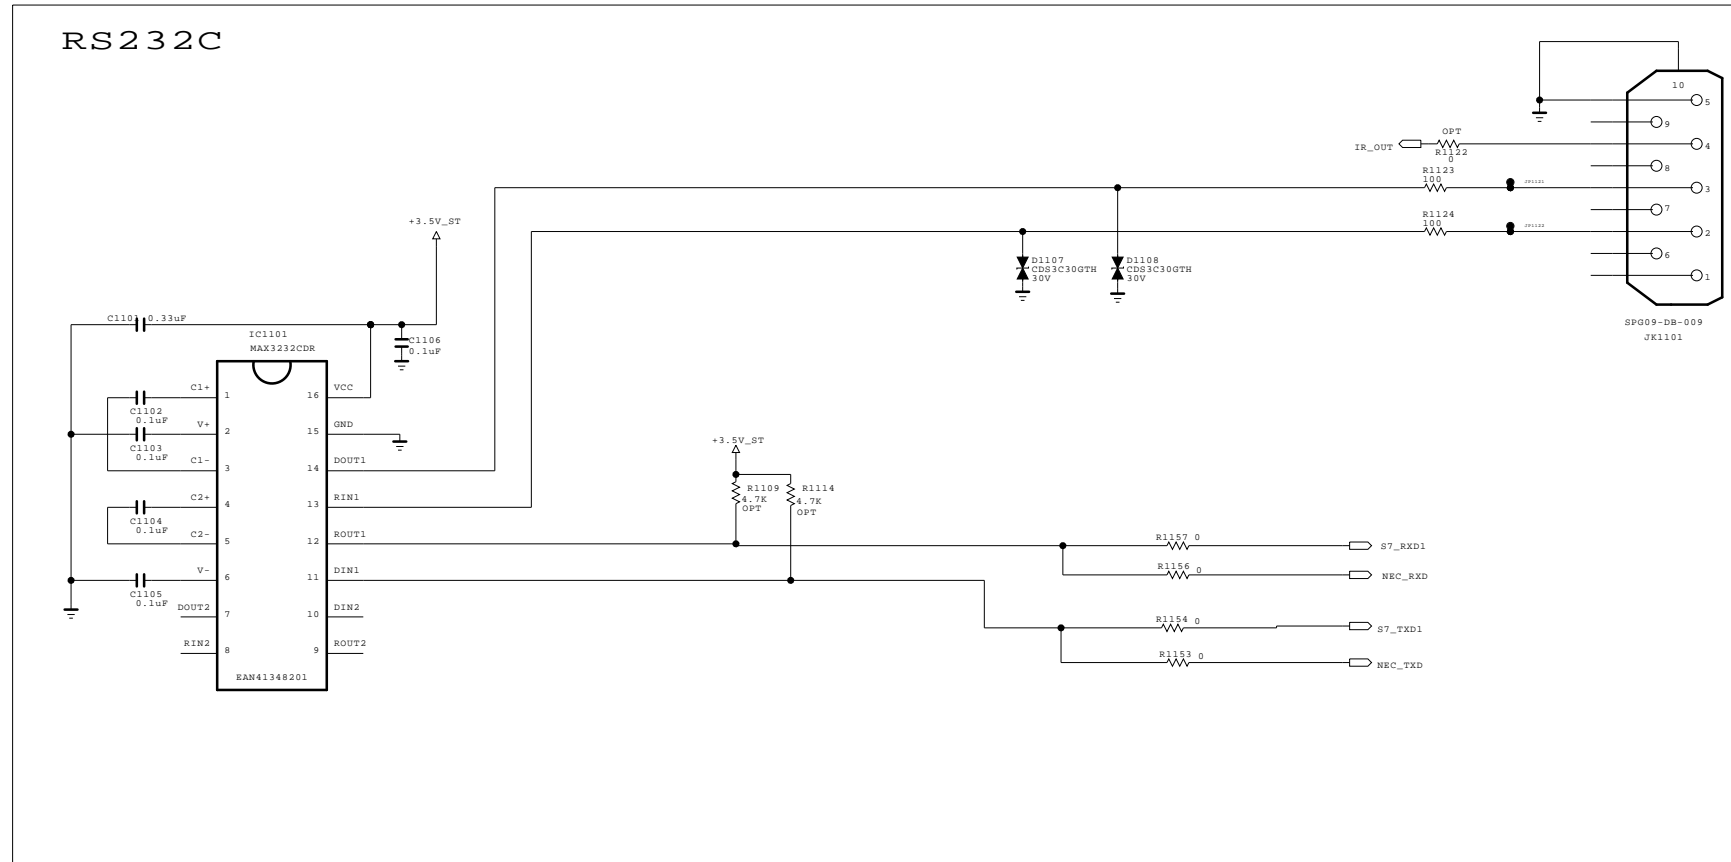 RS232C
10
5
9
OPT
IR_OUT
R1122
0
4
8
R1123
100
JP1121
3
7
R1124
100
JP1122
2
6
1
SPG09-DB-009
JK1101
D1107
CDS3C30GTH
30V
D1108
CDS3C30GTH
30V
+3.5V_ST
C1101 0.33uF
C1106
0.1uF
IC1101
MAX3232CDR
C1+
1
16
VCC
C1102
0.1uF
V+
2
15
GND
C1103
0.1uF
C1-
3
14
DOUT1
C2+
4
13
RIN1
C1104
0.1uF
C2-
5
12
ROUT1
V-
6
11
DIN1
C1105
0.1uF
DOUT2
7
10
DIN2
RIN2
8
9
ROUT2
EAN41348201
+3.5V_ST
R1109
4.7K
OPT
R1114
4.7K
OPT
R1157 0
S7_RXD1
R1156 0
NEC_RXD
R1154 0
S7_TXD1
R1153 0
NEC_TXD